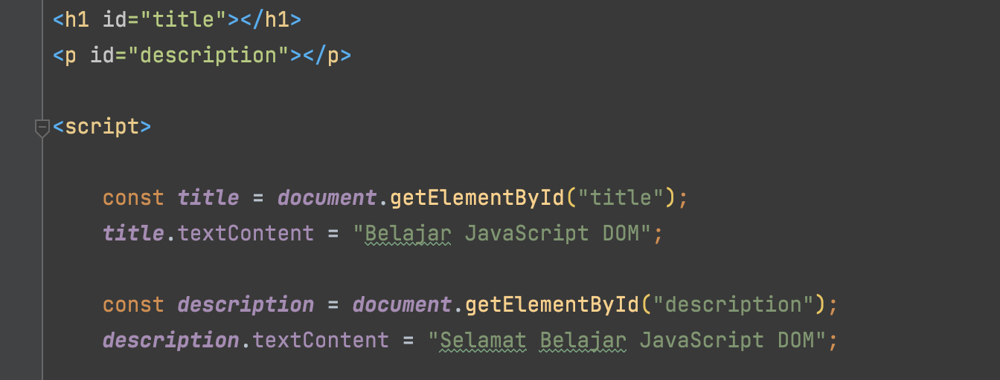 <h1 id="title"></h1>
<p id="description"></p>
<script>
const title = document.getElementById("title");
title.textContent = "Belajar JavaScript DOM";
const description = document.getElementById("description");
description.textContent = "Selamat Belajar JavaScript DOM";